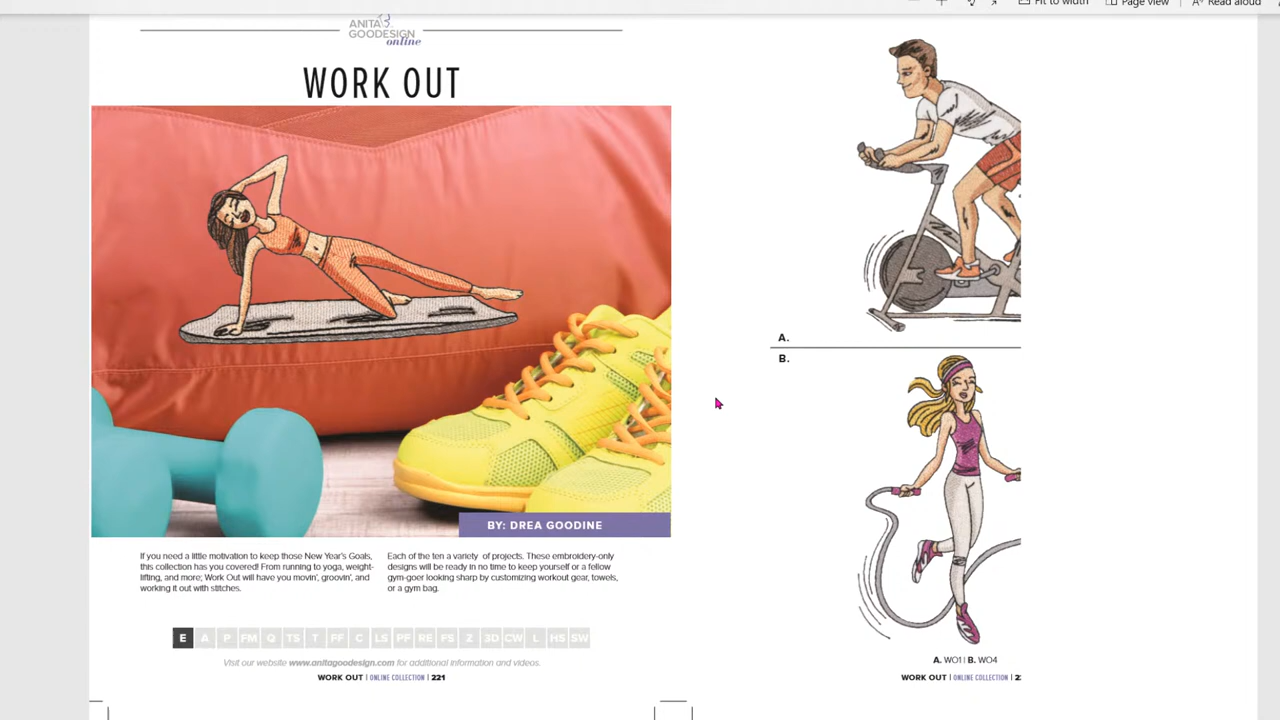 Fit to width
Page view
Read aloud
ANITA
GOODESIGN
online
WORK OUT
BY: DREA GOODINE
If you need a little motivation to keep those New Year's Goals,
this collection has you covered! From running to yoga, weight-
lifting, and more; Work Out will have you movin', groovin', and
working it out with stitches.
Each of the ten a variety of projects. These embroidery-only
designs will be ready in no time to keep yourself or a fellow
gym-goer looking sharp by customizing workout gear, towels,
or a gym bag.
E A P FM Q TS T FF C LS PF RE FS 2 3D CW L HS SW
Visit our website www.anitagoodesign.com for additional information and videos.
WORK OUT | ONLINE COLLECTION | 221
A.
B.
A. WO1 | B. WO4
WORK OUT | ONLINE COLLECTION | 2